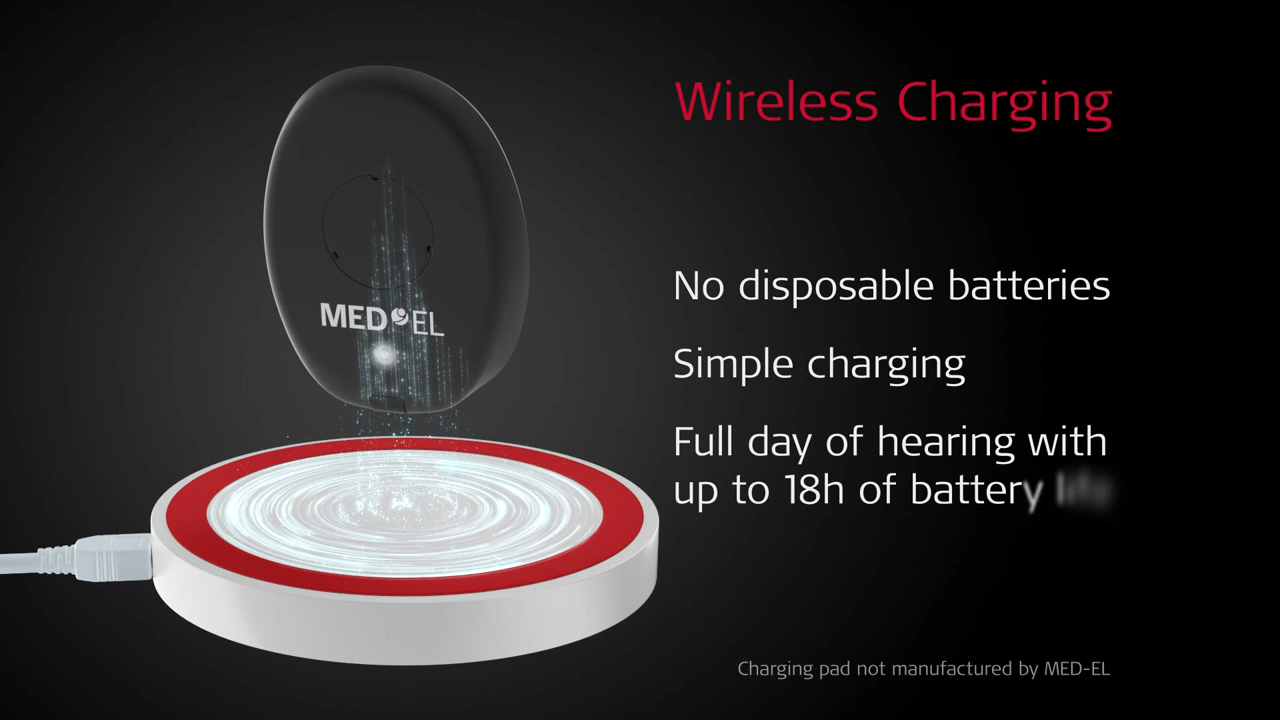 Wireless Charging
MED-EL
No disposable batteries
Simple charging
Full day of hearing with
up to 18h of battery life
Charging pad not manufactured by MED-EL